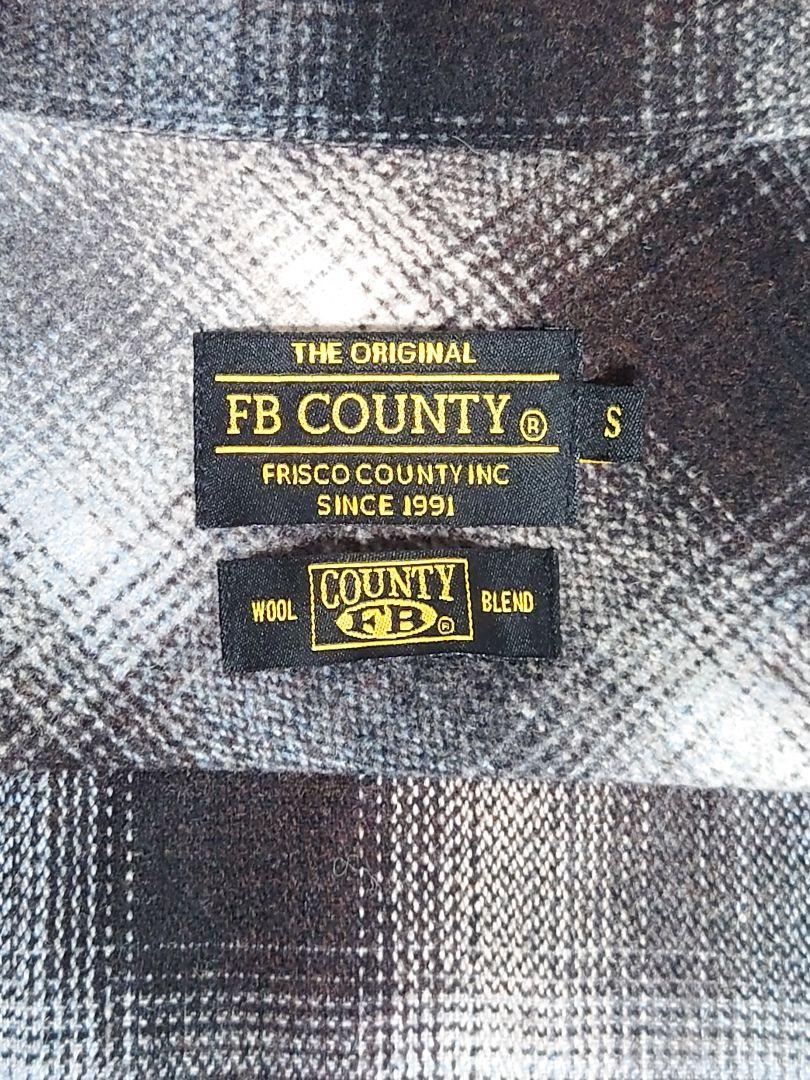 THE ORIGINAL
FB COUNTY®
S
FRISCO COUNTY INC
SINCE 1991
WOOL
COUNTY
FB®
BLEND